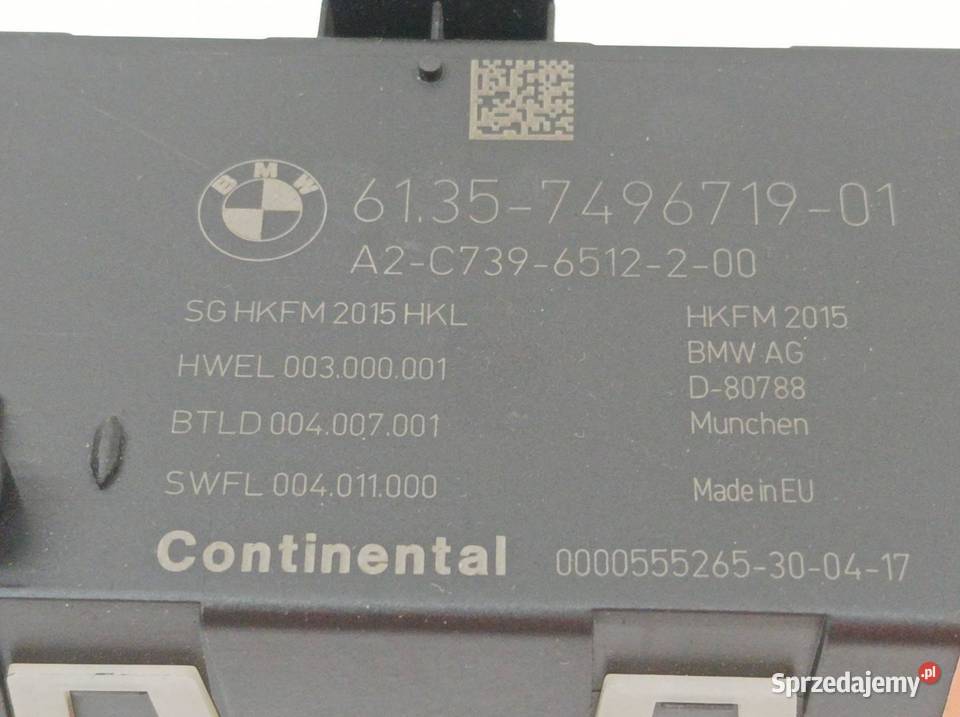 BMW
61.35-7496719-01
A2-C739-6512-2-00
SG HKFM 2015 HKL
HWEL 003.000.001
BTLD 004.007.001
SWFL 004.011.000
HKFM 2015
BMW AG
D-80788
Munchen
Made in EU
Continental
0000555265-30-04-17
Sprzedajemy.pl